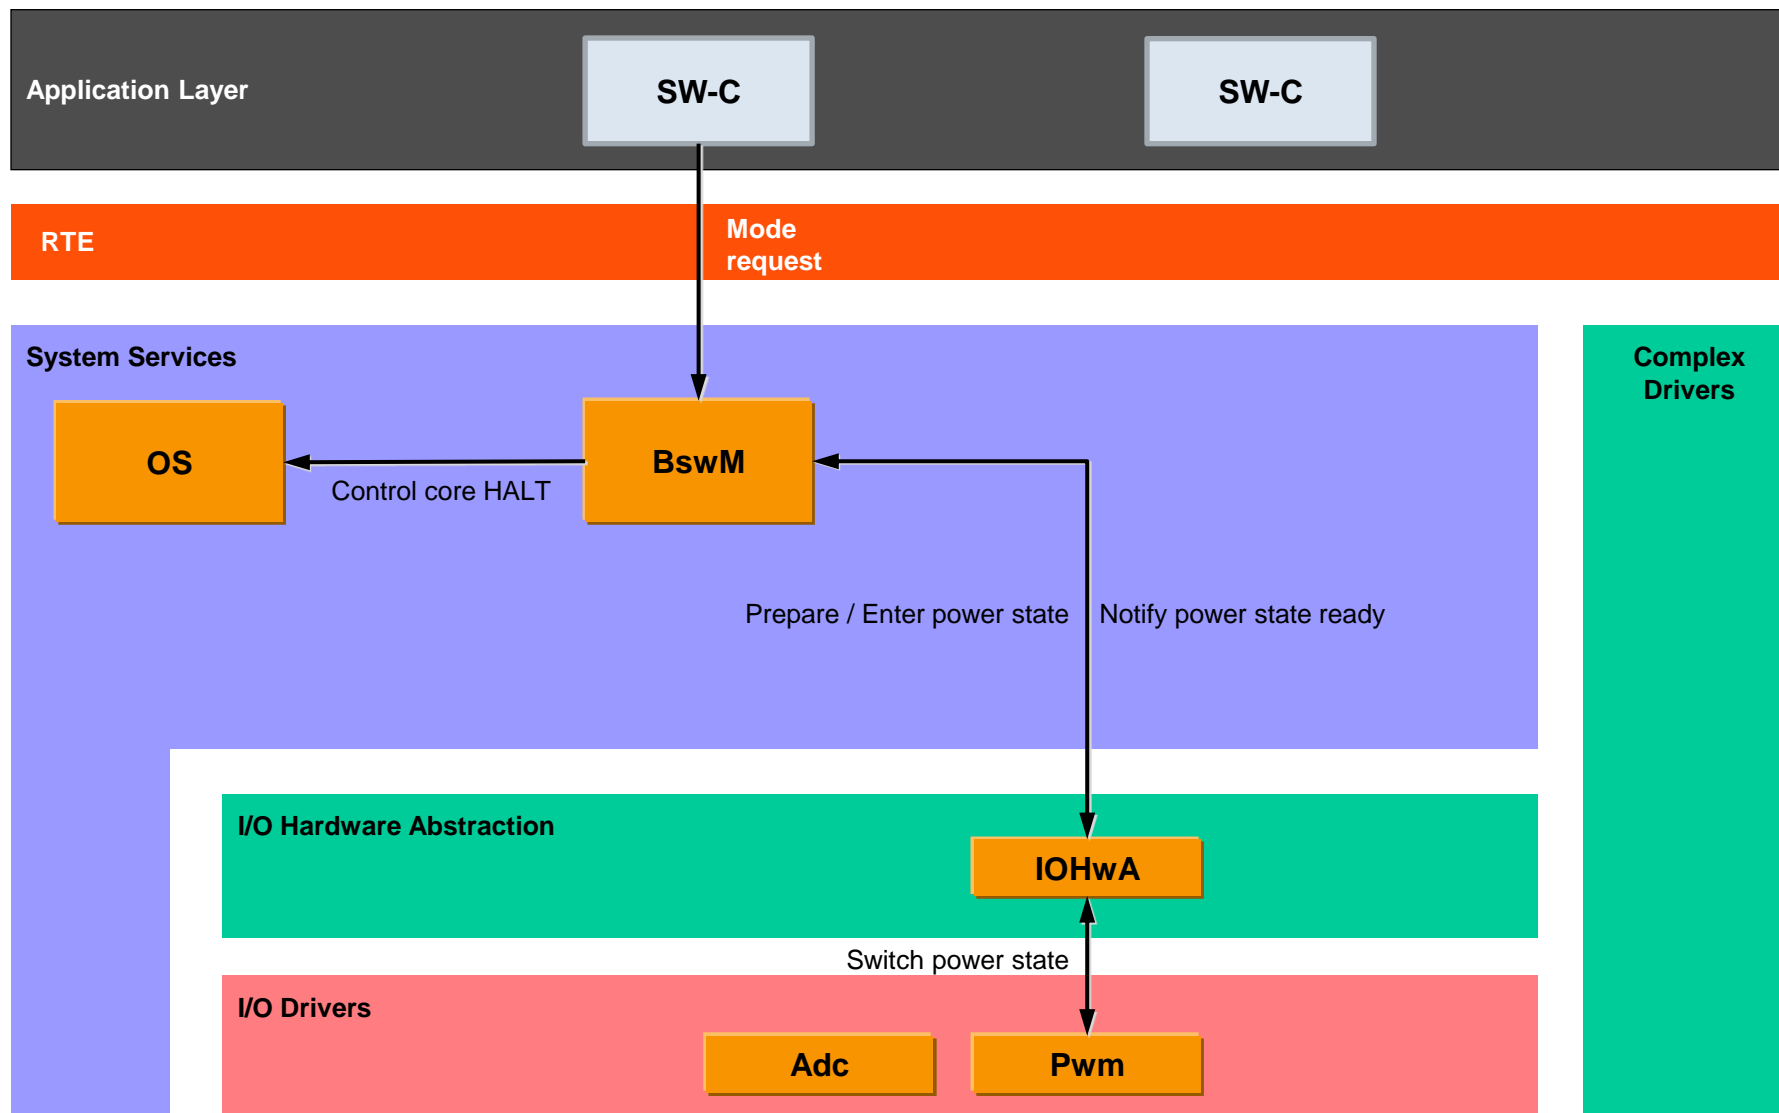 Application Layer
SW-C
SW-C
RTE
Mode
request
System Services
Complex
Drivers
OS
BswM
Control core HALT
Prepare / Enter power state
Notify power state ready
I/O Hardware Abstraction
IOHwA
Switch power state
I/O Drivers
Adc
Pwm